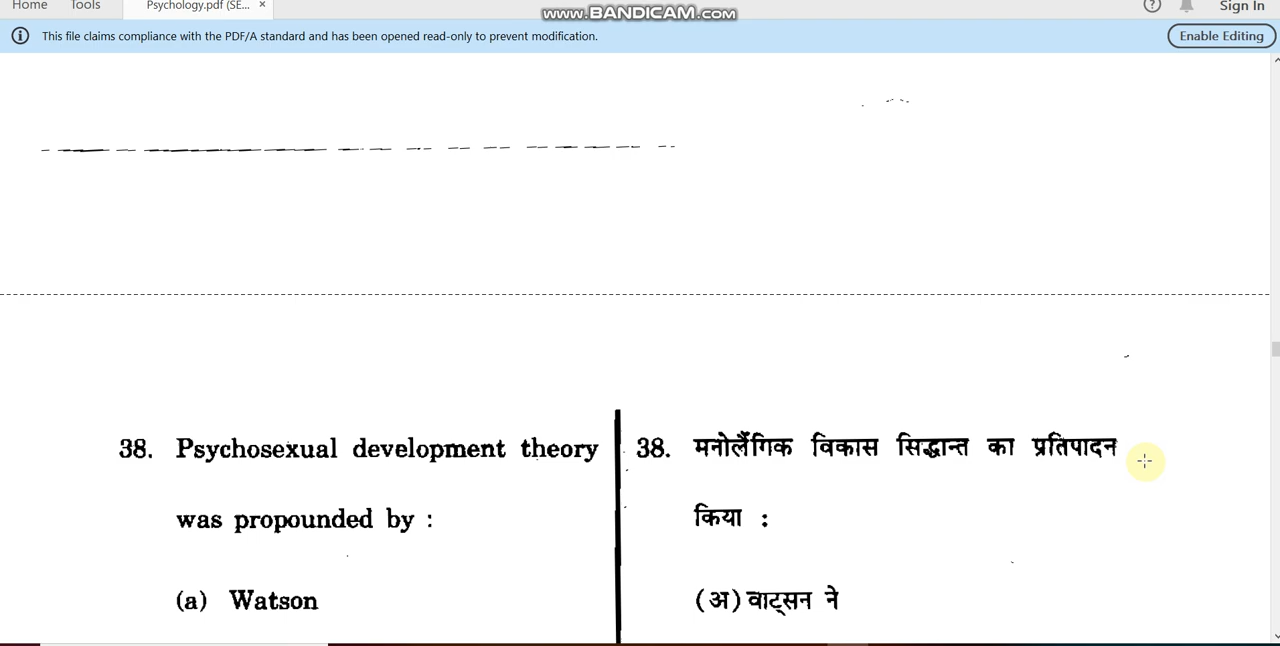 Home Tools Psychology.pdf (SE... × www.BANDICAM.com ? Sign In
This file claims compliance with the PDF/A standard and has been opened read-only to prevent modification. Enable Editing
38. Psychosexual development theory
was propounded by :
(a) Watson
38. मनोलैंगिक विकास सिद्धान्त का प्रतिपादन
किया :
(अ) वाट्सन ने